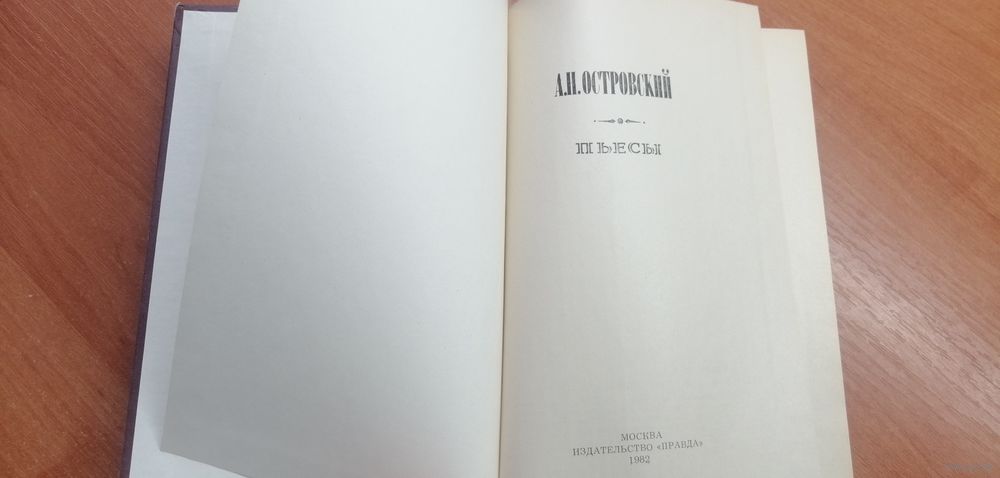 А.Н.ОСТРОВСКИЙ
ПЬЕСЫ
МОСКВА
ИЗДАТЕЛЬСТВО «ПРАВДА»
1982